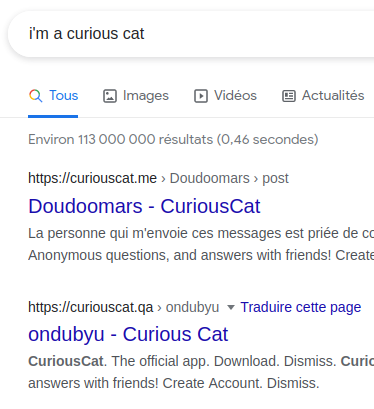 i'm a curious cat
Tous Images Vidéos Actualités
Environ 113 000 000 résultats (0,46 secondes)
https://curiouscat.me › Doudoomars › post
Doudoomars - CuriousCat
La personne qui m'envoie ces messages est priée de co
Anonymous questions, and answers with friends! Create
https://curiouscat.qa › ondubyu Traduire cette page
ondubyu - Curious Cat
CuriousCat. The official app. Download. Dismiss. Curio
answers with friends! Create Account. Dismiss.